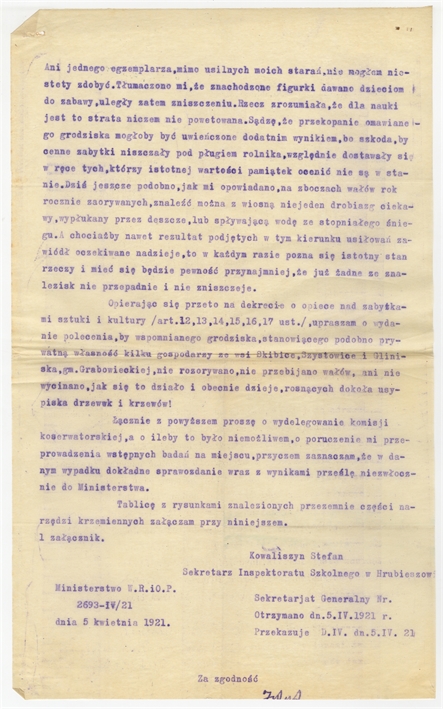 Ani jednego egzemplarza, mimo usilnych moich starań, nie mogłem nie-
stety zdobyć. Tłumaczono mi, że znachodzone figurki dawano dzieciom
do zabawy, uległy zatem zniszczeniu. Rzecz zrozumiała, że dla nauki
jest to strata niczem nie powetowana. Sądzę, że przekopanie omawiane-
go grodziska mogłoby być uwieńczone dodatnim wynikiem, bo szkoda, by
cenne zabytki niszczały pod pługiem rolnika, względnie dostawały się
w ręce tych, którzy istotnej wartości pamiątek ocenić nie są w sta-
nie. Dziś jeszcze podobno, jak mi opowiadano, na zboczach wałów rok
rocznie zaorywanych, znaleść można z wiosną niejeden drobiazg cieka-
wy, wypłukany przez deszcze, lub spływającą wodę ze stopniałego śnie-
gu. A chociażby nawet rezultat podjętych w tym kierunku usiłowań za-
wiódł oczekiwane nadzieje, to w każdym razie pozna się istotny stan
rzeczy i mieć się będzie pewność przynajmniej, że już żadne ze zna-
lezisk nie przepadnie i nie zniszczeje.
Opierając się przeto na dekrecie o opiece nad zabytka-
mi sztuki i kultury /art.12,13,14,15,16,17 ust./, upraszam o wyda-
nie polecenia, by wspomnianego grodziska, stanowiącego podobno pry-
watną własność kilku gospodarzy ze wsi Skibice, Szystowice i Glini-
ska, gm. Grabowieckiej, nie rozorywano, nie przebijano wałów, ani nie
wycinano, jak się to działo i obecnie dzieje, rosnących dokoła usy-
piska drzewek i krzewów!
Łącznie z powyższem proszę o wydelegowanie komisji
konserwatorskiej, a o ileby to było niemożliwem, o poruczenie mi prze-
prowadzenia wstępnych badań na miejscu, przyczem zaznaczam, że w da-
nym wypadku dokładne sprawozdanie wraz z wynikami prześlę niezwłocz-
nie do Ministerstwa.
Tablicę z rysunkami znalesionych przezemnie części na-
rzędzi krzemiennych załączam przy niniejszem.
1 załącznik.
Kowaliszyn Stefan
Sekretarz Inspektoratu Szkolnego w Hrubieszow
Ministerstwo W.R.iO.P.
2693-IV/21
dnia 5 kwietnia 1921.
Sekretarjat Generalny Nr.
Otrzymano dn.5.IV.1921 r.
Przekazuje D.IV. dn.5.IV. 21
Za zgodność